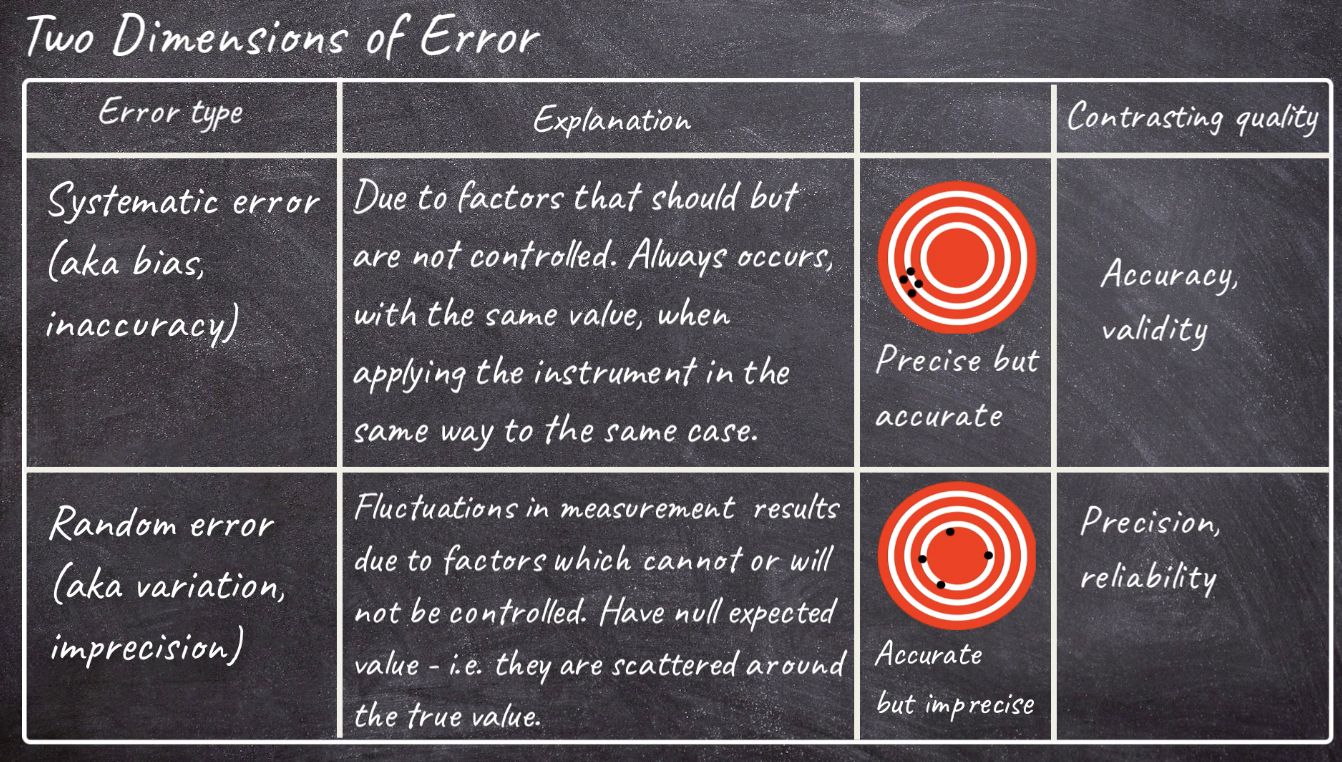 Two Dimensions of Error
Error type
Explanation
Contrasting quality
Systematic error
(aka bias,
inaccuracy)
Due to factors that should but
are not controlled. Always occurs,
with the same value, when
applying the instrument in the
same way to the same case.
Precise but
accurate
Accuracy,
validity
Random error
(aka variation,
imprecision)
Fluctuations in measurement results
due to factors which cannot or will
not be controlled. Have null expected
value - i.e. they are scattered around
the true value.
Accurate
but imprecise
Precision,
reliability